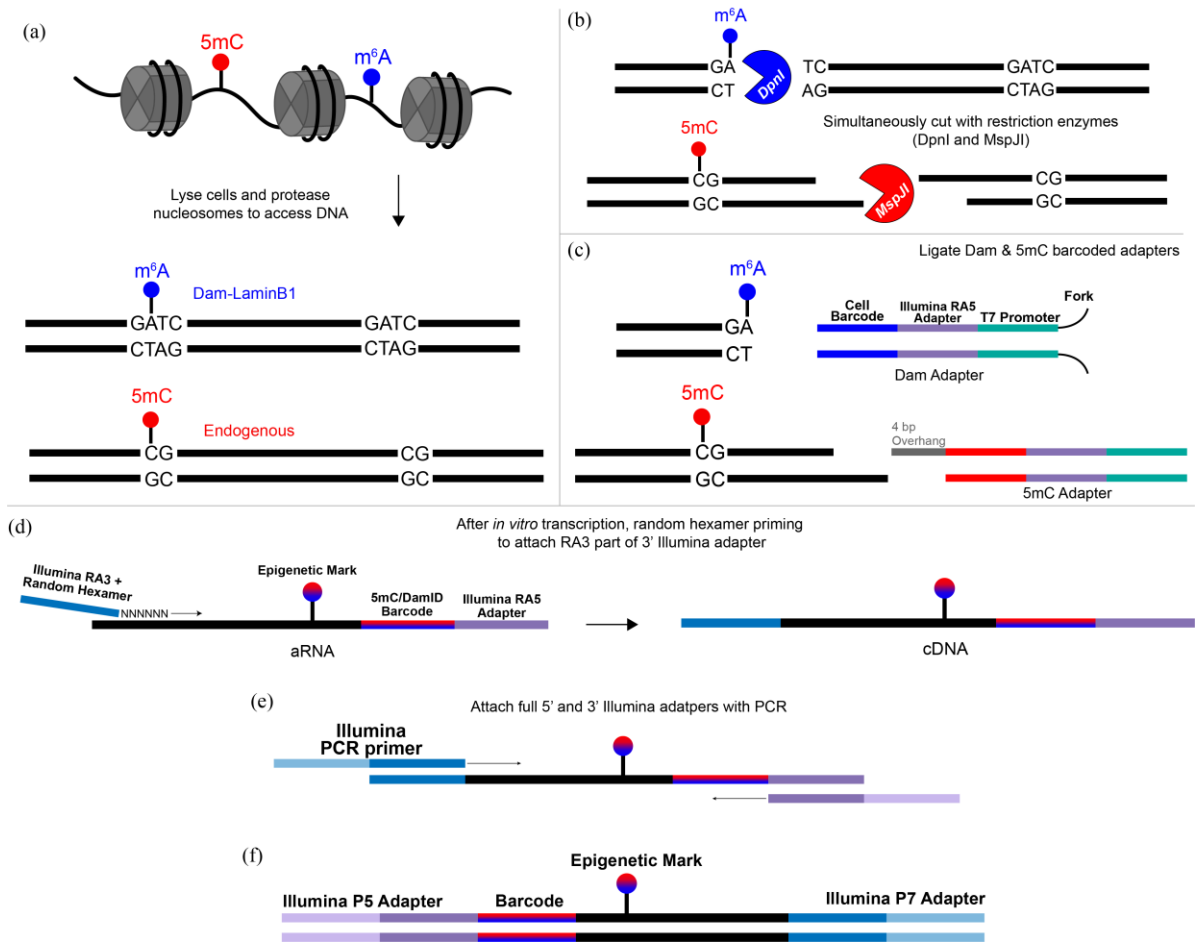 (a)
5mC
m⁶A
Lyse cells and protease
nucleosomes to access DNA
m⁶A
Dam-LaminB1
GATC GATC
CTAG CTAG
5mC
Endogenous
CG CG
GC GC
(b)
m⁶A
GA TC GATC
CT AG CTAG
DpnI
Simultaneously cut with restriction enzymes
(DpnI and MspJI)
5mC
CG CG
GC GC
MspJI
(c)
Ligate Dam & 5mC barcoded adapters
m⁶A
GA
CT
Cell
Barcode
Illumina RA5
Adapter
T7 Promoter
Fork
Dam Adapter
5mC
CG
GC
4 bp
Overhang
5mC Adapter
(d)
After in vitro transcription, random hexamer priming
to attach RA3 part of 3' Illumina adapter
Illumina RA3 +
Random Hexamer
NNNNNN
Epigenetic Mark
5mC/DamID
Barcode
Illumina RA5
Adapter
aRNA
cDNA
(e)
Attach full 5' and 3' Illumina adatpers with PCR
Illumina
PCR primer
(f)
Epigenetic Mark
Illumina P5 Adapter
Barcode
Illumina P7 Adapter